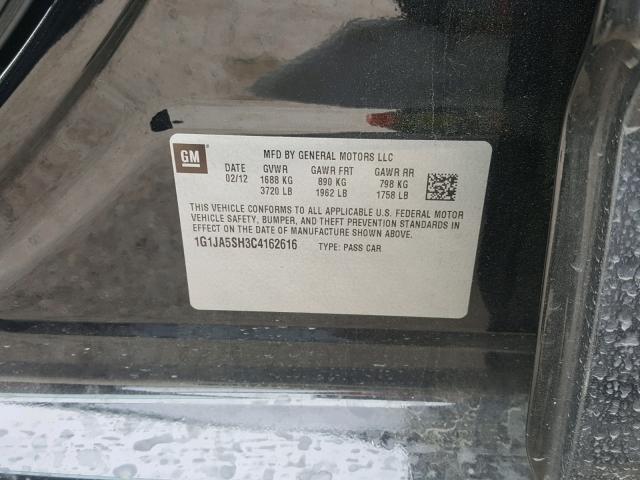 GM
MFD BY GENERAL MOTORS LLC
DATE GVWR GAWR FRT GAWR RR
02/12 1688 KG 890 KG 798 KG
3720 LB 1962 LB 1758 LB
THIS VEHICLE CONFORMS TO ALL APPLICABLE U.S. FEDERAL MOTOR
VEHICLE SAFETY, BUMPER, AND THEFT PREVENTION STANDARDS IN
EFFECT ON THE DATE OF MANUFACTURE SHOWN ABOVE.
1G1JA5SH3C4162616 TYPE: PASS CAR